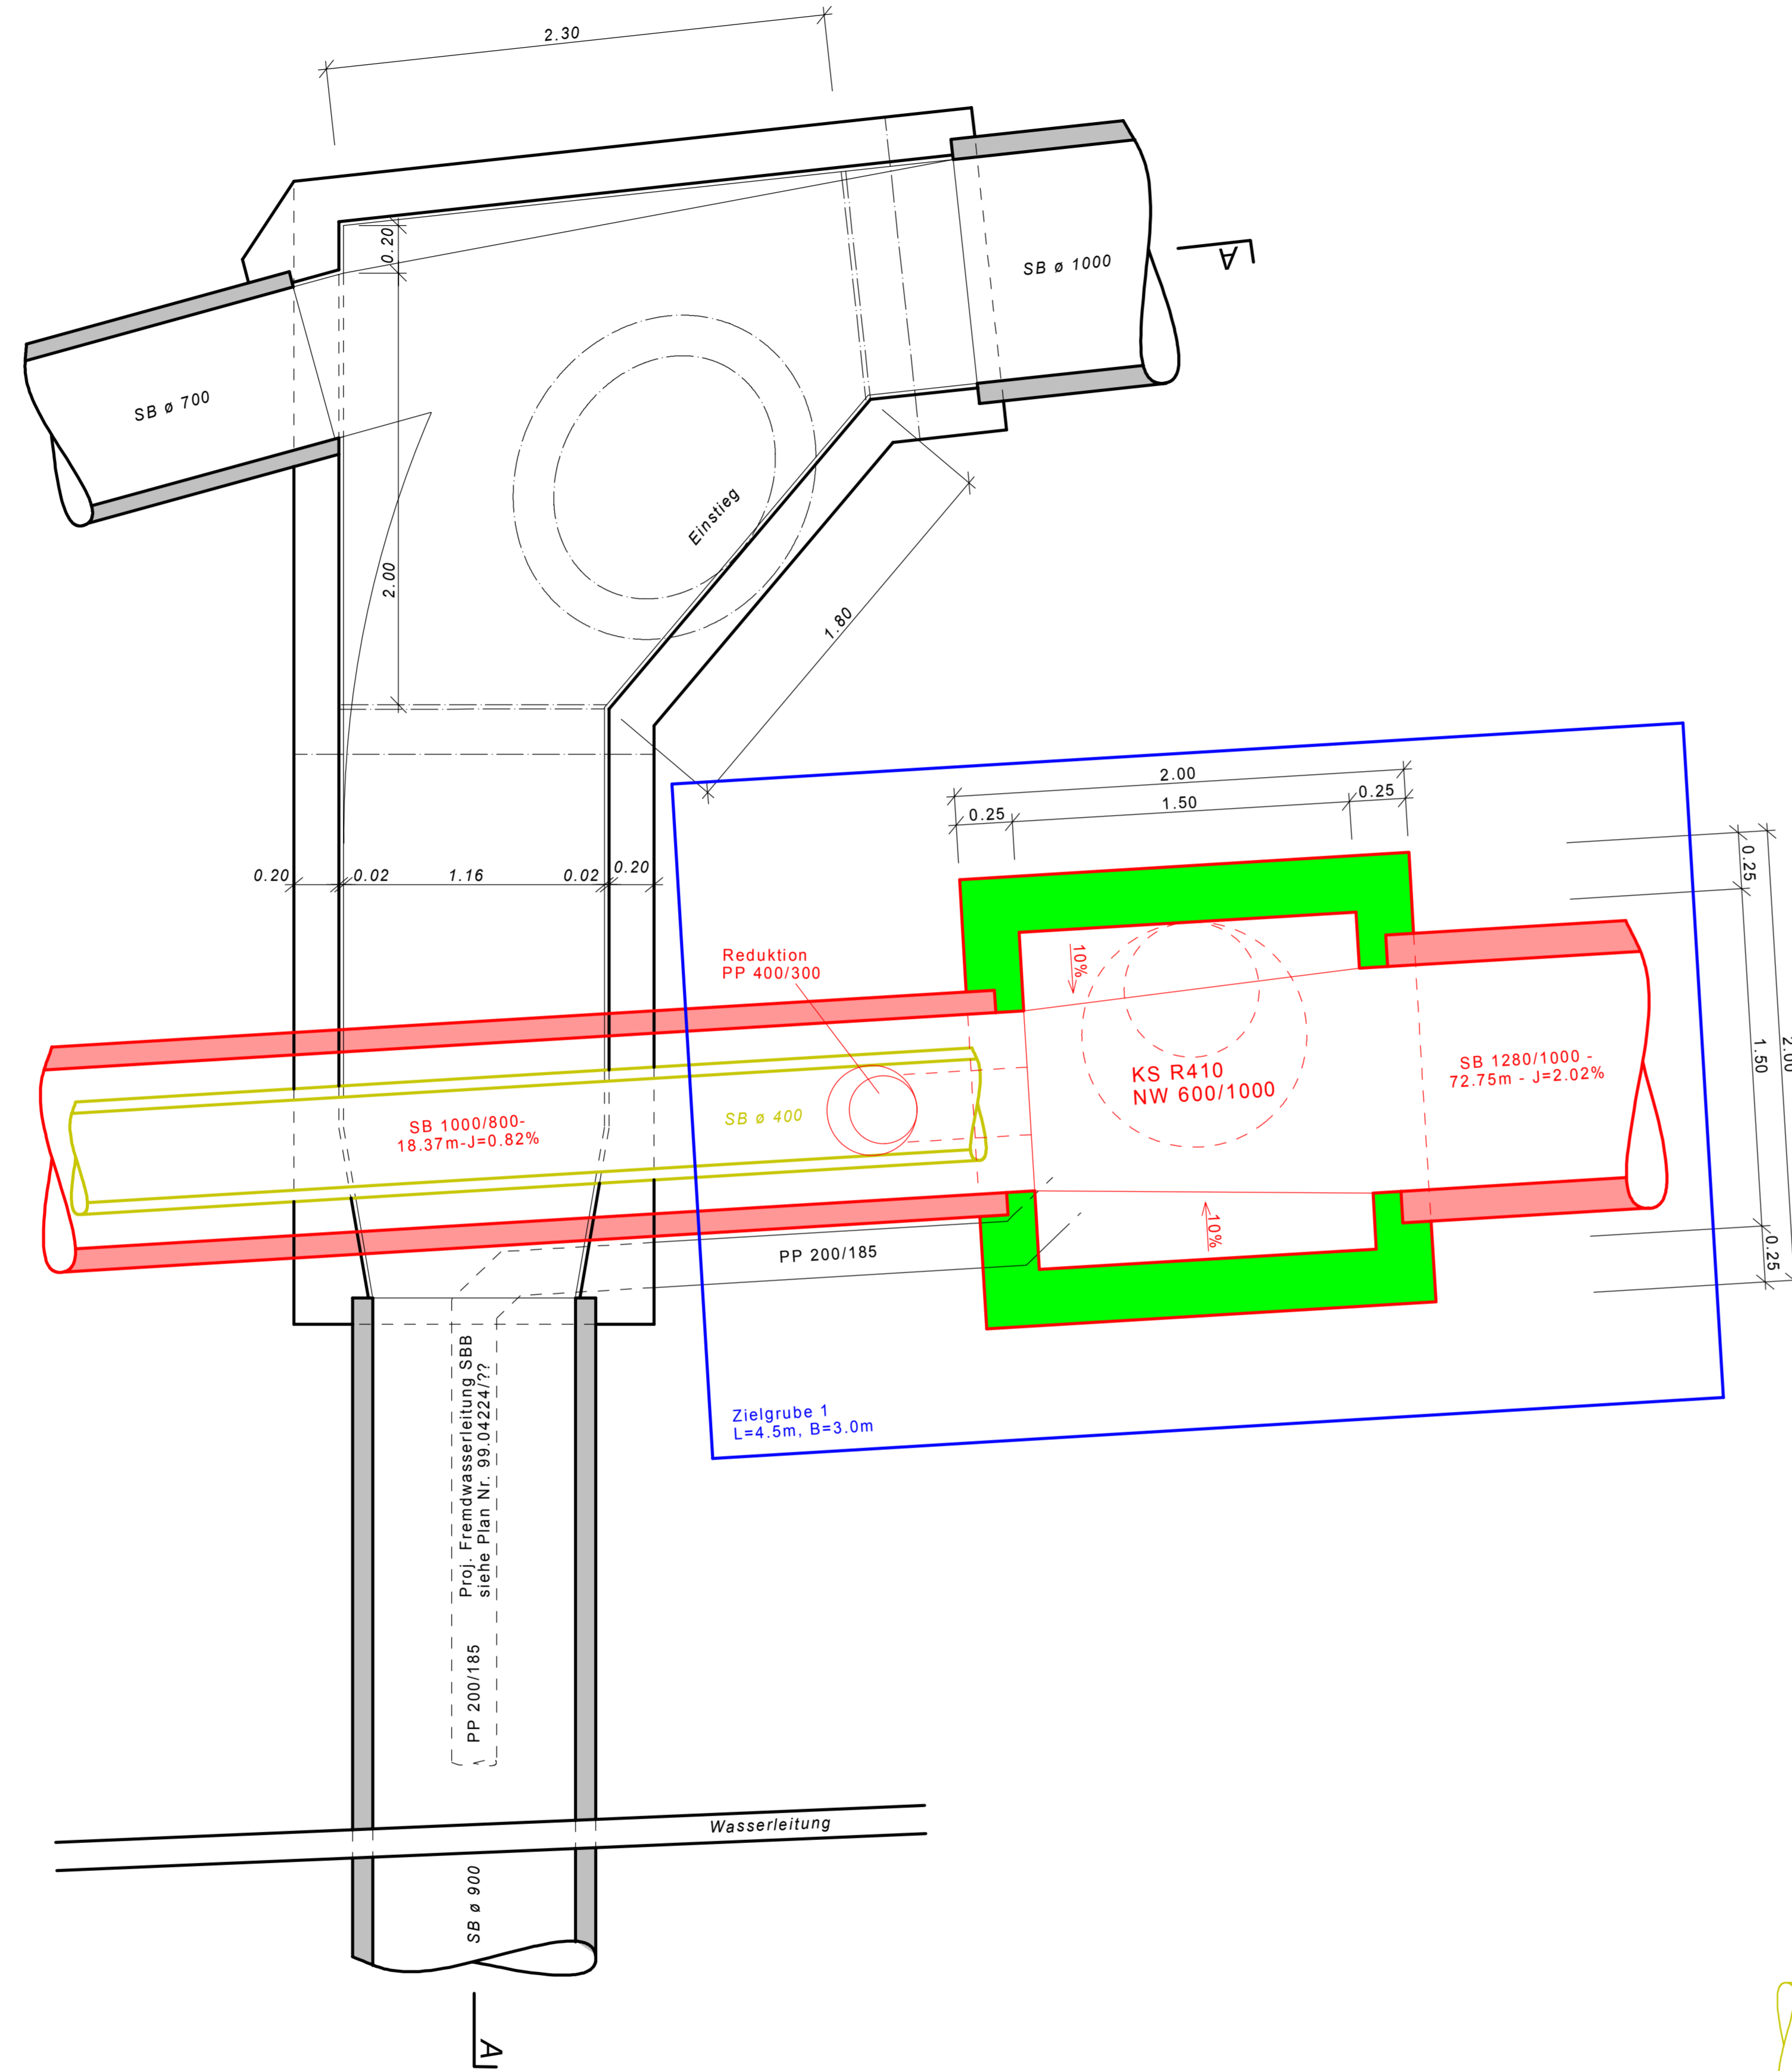 2.30
0.20
SB ø 1000
A
SB ø 700
Einstieg
2.00
1.80
2.00
0.25
1.50
0.25
0.20
0.02
1.16
0.02
0.20
0.25
1.50
2.00
0.25
Reduktion
PP 400/300
10%
KS R410
NW 600/1000
SB 1280/1000 -
72.75m - J=2.02%
SB 1000/800-
18.37m-J=0.82%
SB ø 400
10%
PP 200/185
Zielgrube 1
L=4.5m, B=3.0m
Proj. Fremdwasserleitung SBB
siehe Plan Nr. 99.04224/??
PP 200/185
Wasserleitung
SB ø 900
A